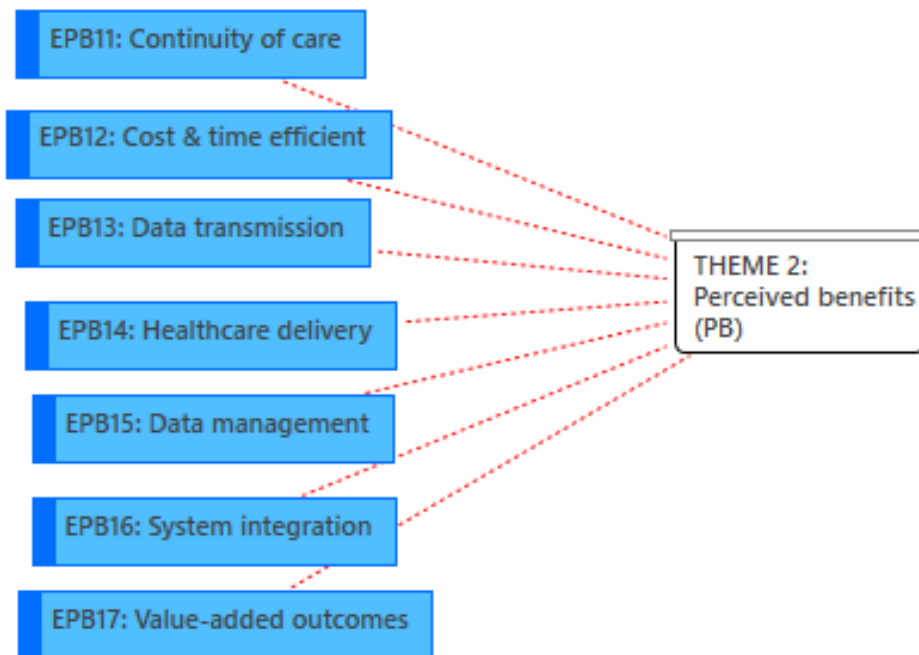 EPB11: Continuity of care
EPB12: Cost & time efficient
EPB13: Data transmission
EPB14: Healthcare delivery
EPB15: Data management
EPB16: System integration
EPB17: Value-added outcomes
THEME 2:
Perceived benefits
(PB)